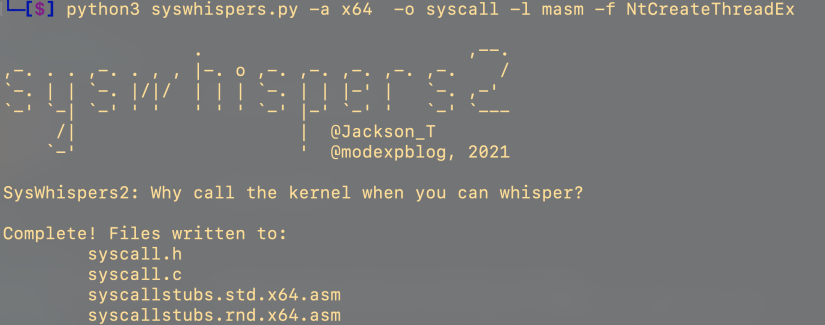 └─[$] python3 syswhispers.py -a x64  -o syscall -l masm -f NtCreateThreadEx
                  .                         ,--.
,-. . . ,-. . , , |-. o ,-. ,-. ,-. ,-. ,-.    /
`-. | | `-. |/|/  | | | `-. | | |-' |   `-. ,-'
`-' `-| `-' ' '   ' ' ' `-' |-' `-' '   `-' `---
     /|                     |  @Jackson_T
    `-'                     '  @modexpblog, 2021
SysWhispers2: Why call the kernel when you can whisper?
Complete! Files written to:
        syscall.h
        syscall.c
        syscallstubs.std.x64.asm
        syscallstubs.rnd.x64.asm